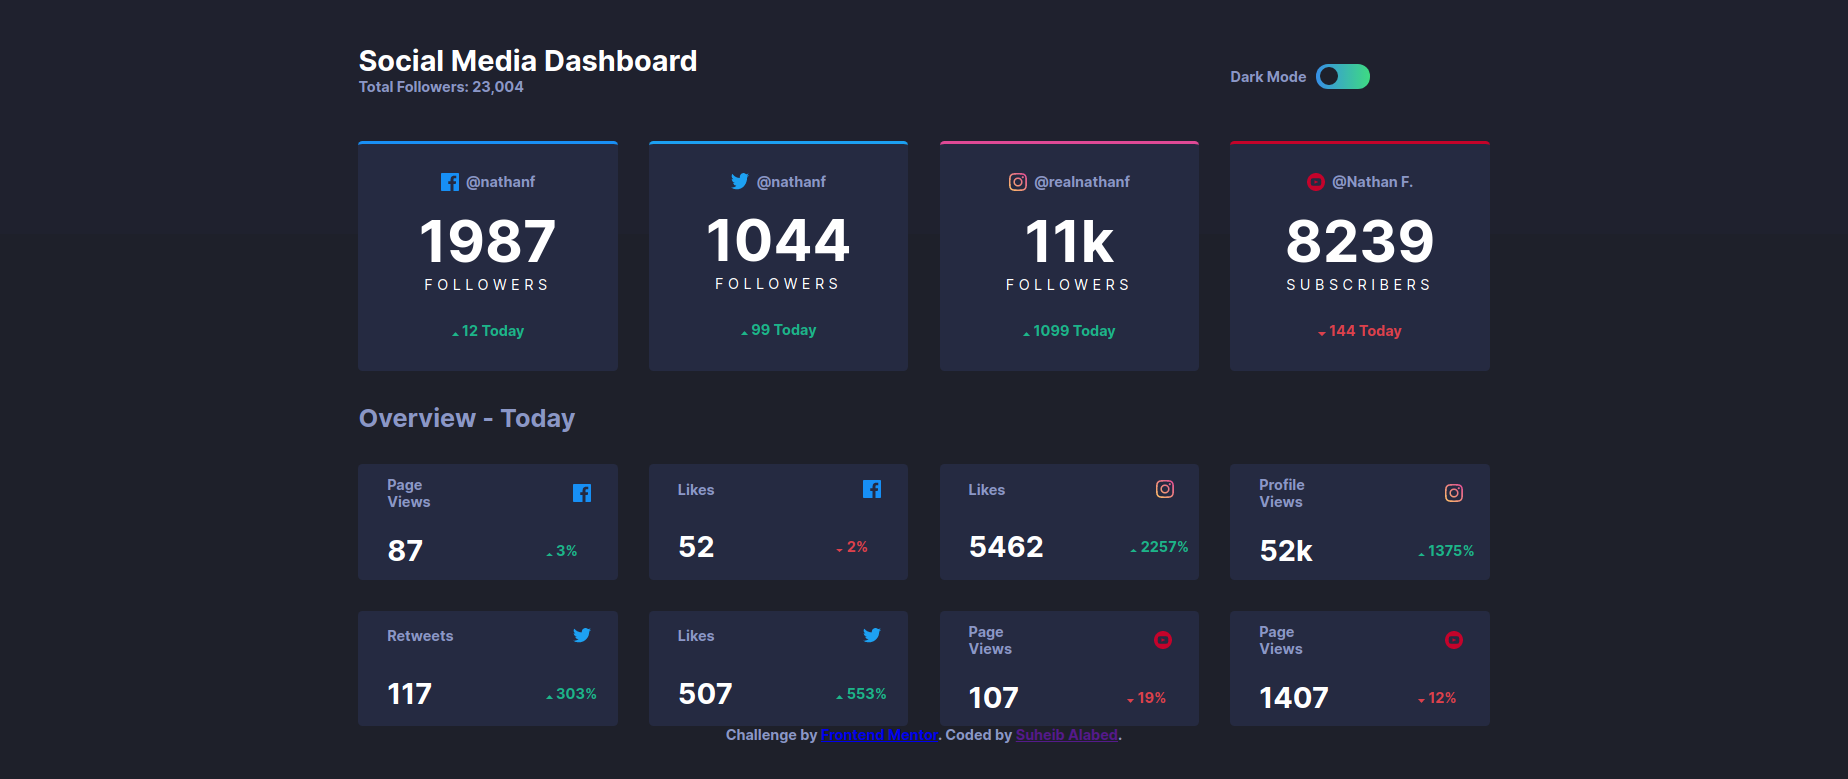 Social Media Dashboard
Total Followers: 23,004
Dark Mode
@nathanf
1987
FOLLOWERS
12 Today
@nathanf
1044
FOLLOWERS
99 Today
@realnathanf
11k
FOLLOWERS
1099 Today
@Nathan F.
8239
SUBSCRIBERS
144 Today
Overview - Today
Page
Views
87
3%
Likes
52
2%
Likes
5462
2257%
Profile
Views
52k
1375%
Retweets
117
303%
Likes
507
553%
Page
Views
107
19%
Page
Views
1407
12%
Challenge by Frontend Mentor. Coded by Suheib Alabed.